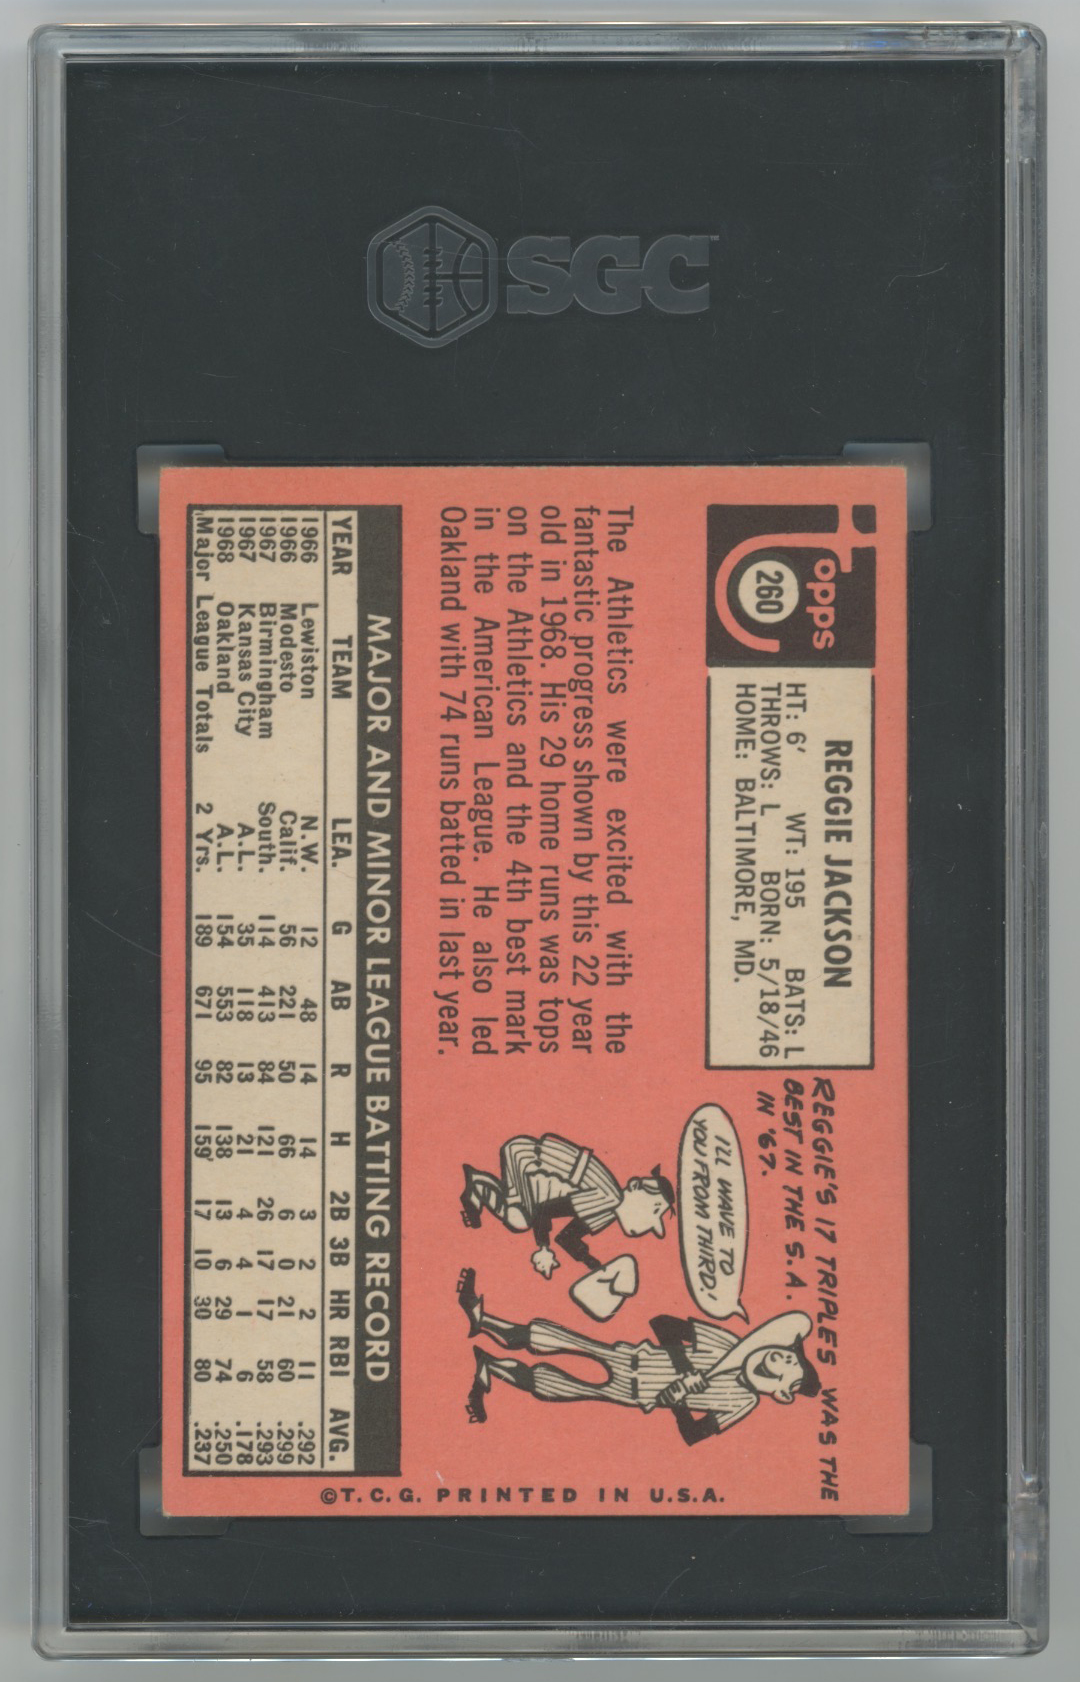 SGC
Topps
260
REGGIE JACKSON
HT: 6' WT: 195 BATS: L
THROWS: L BORN: 5/18/46
HOME: BALTIMORE, MD.
REGGIE'S 17 TRIPLES WAS THE
BEST IN THE S.A.
IN '67.
I'LL WAVE TO
YOU FROM THIRD!
The Athletics were excited with the
fantastic progress shown by this 22 year
old in 1968. His 29 home runs was tops
on the Athletics and the 4th best mark
in the American League. He also led
Oakland with 74 runs batted in last year.
MAJOR AND MINOR LEAGUE BATTING RECORD
YEAR TEAM LEA. G AB R H 2B 3B HR RBI AVG.
1966 Lewiston N.W. 12 48 14 14 3 2 2 11 .292
1966 Modesto Calif. 56 221 50 66 6 0 21 60 .299
1967 Birmingham South. 114 413 84 121 26 17 17 58 .293
1967 Kansas City A.L. 35 118 13 21 4 4 1 6 .178
1968 Oakland A.L. 154 553 82 138 13 6 29 74 .250
Major League Totals 2 Yrs. 189 671 95 159 17 10 30 80 .237
©T.C.G. PRINTED IN U.S.A.